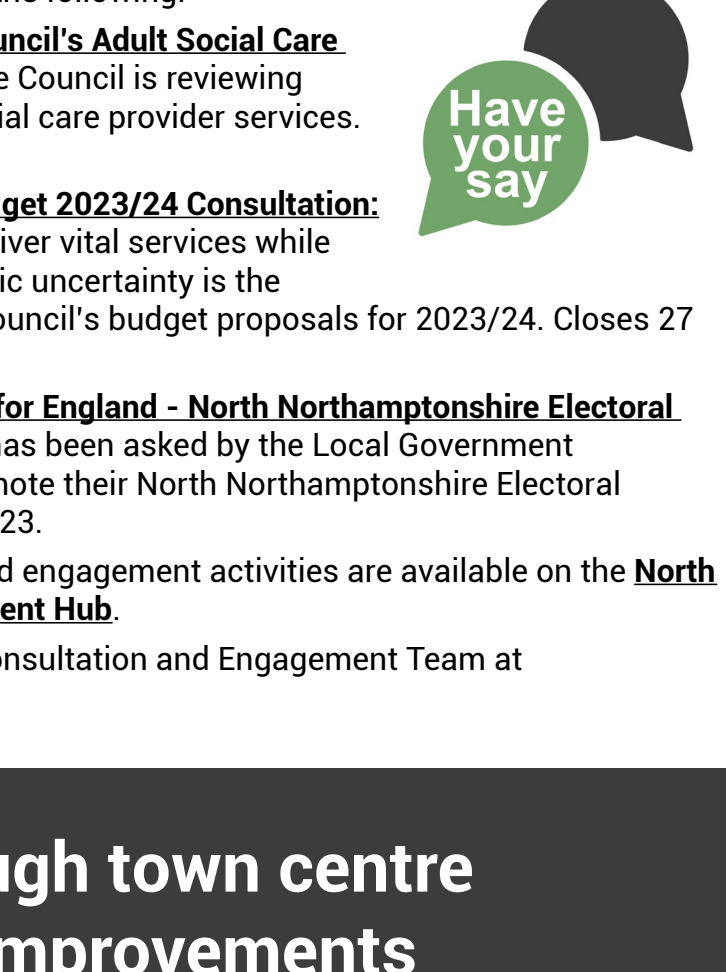 uncil's Adult Social Care
e Council is reviewing
ial care provider services.
Have
your
say
get 2023/24 Consultation:
iver vital services while
ic uncertainty is the
ouncil's budget proposals for 2023/24. Closes 27
for England - North Northamptonshire Electoral
has been asked by the Local Government
note their North Northamptonshire Electoral
23.
d engagement activities are available on the North
ent Hub.
onsultation and Engagement Team at
ugh town centre
mprovements